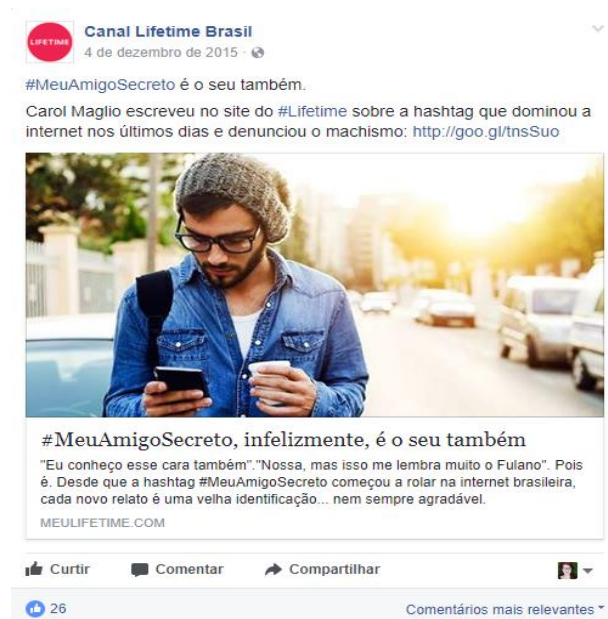 LIFETIME
Canal Lifetime Brasil
4 de dezembro de 2015 ·
#MeuAmigoSecreto é o seu também.
Carol Maglio escreveu no site do #Lifetime sobre a hashtag que dominou a
internet nos últimos dias e denunciou o machismo: http://goo.gl/tnsSuo
#MeuAmigoSecreto, infelizmente, é o seu também
"Eu conheço esse cara também"."Nossa, mas isso me lembra muito o Fulano". Pois
é. Desde que a hashtag #MeuAmigoSecreto começou a rolar na internet brasileira,
cada novo relato é uma velha identificação... nem sempre agradável.
MEULIFETIME.COM
Curtir Comentar Compartilhar
26 Comentários mais relevantes